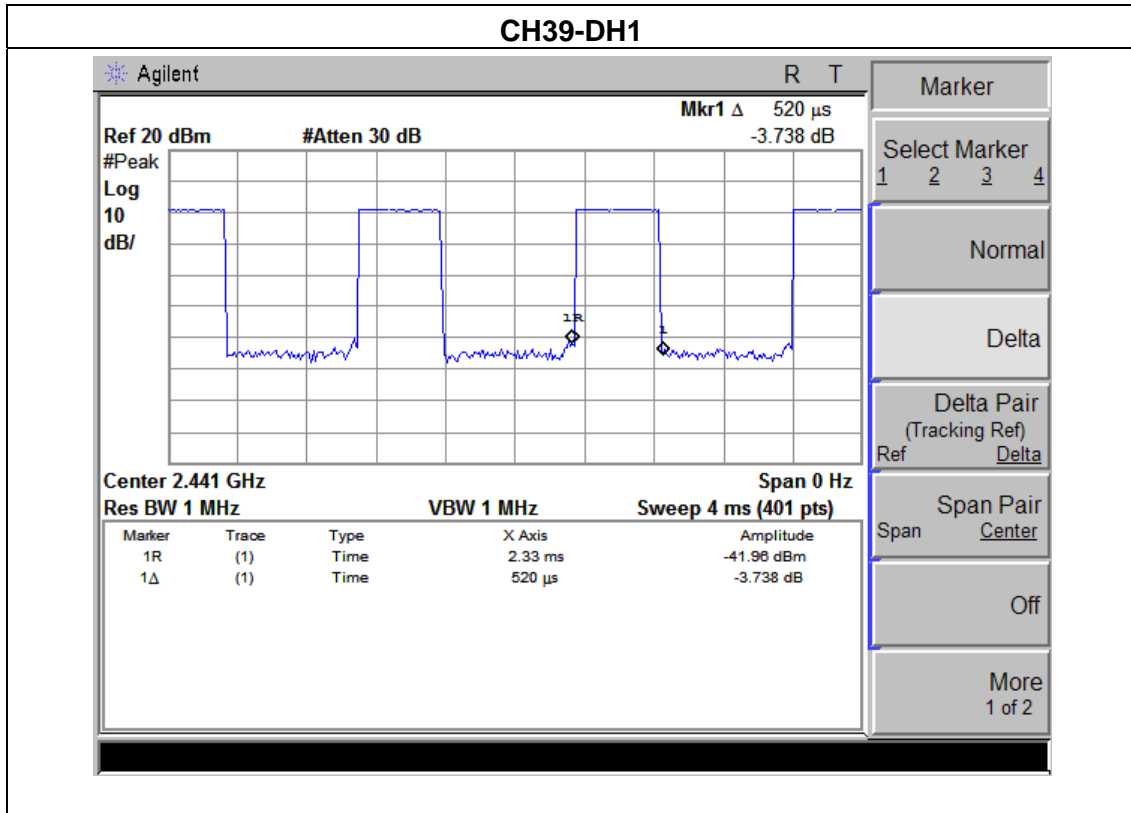 CH39-DH1
Agilent R T
Mkr1 Δ 520 μs
Ref 20 dBm #Atten 30 dB -3.738 dB
#Peak
Log
10
dB/
1R
1
Center 2.441 GHz Span 0 Hz
Res BW 1 MHz VBW 1 MHz Sweep 4 ms (401 pts)
Marker Trace Type X Axis Amplitude
1R (1) Time 2.33 ms -41.96 dBm
1Δ (1) Time 520 μs -3.738 dB
Marker
Select Marker
1 2 3 4
Normal
Delta
Delta Pair
(Tracking Ref)
Ref Delta
Span Pair
Span Center
Off
More
1 of 2